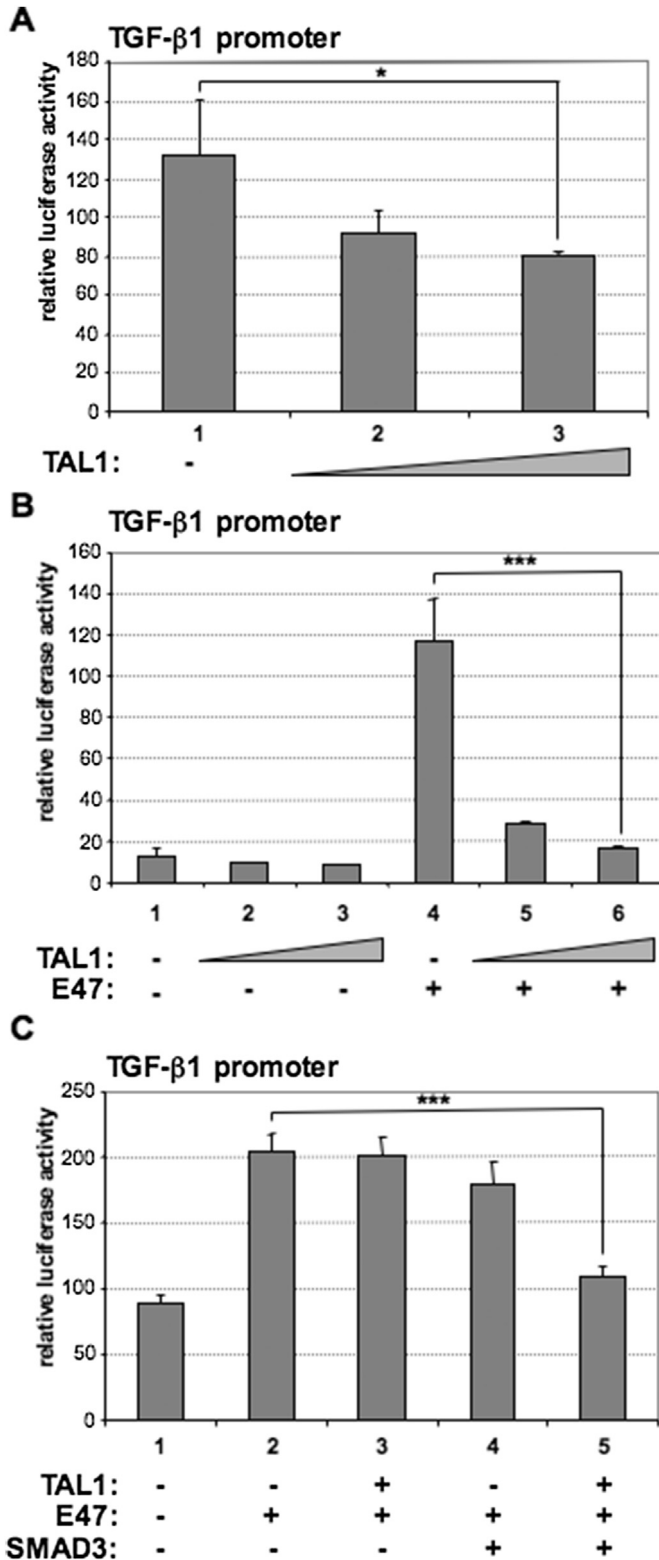 A
TGF-β1 promoter
relative luciferase activity
180
160
140
120
100
80
60
40
20
0
*
1 2 3
TAL1: -
B
TGF-β1 promoter
relative luciferase activity
160
140
120
100
80
60
40
20
0
***
1 2 3 4 5 6
TAL1: - -
E47: - - - + + +
C
TGF-β1 promoter
relative luciferase activity
250
200
150
100
50
0
***
1 2 3 4 5
TAL1: - - + - +
E47: - + + + +
SMAD3: - - - + +